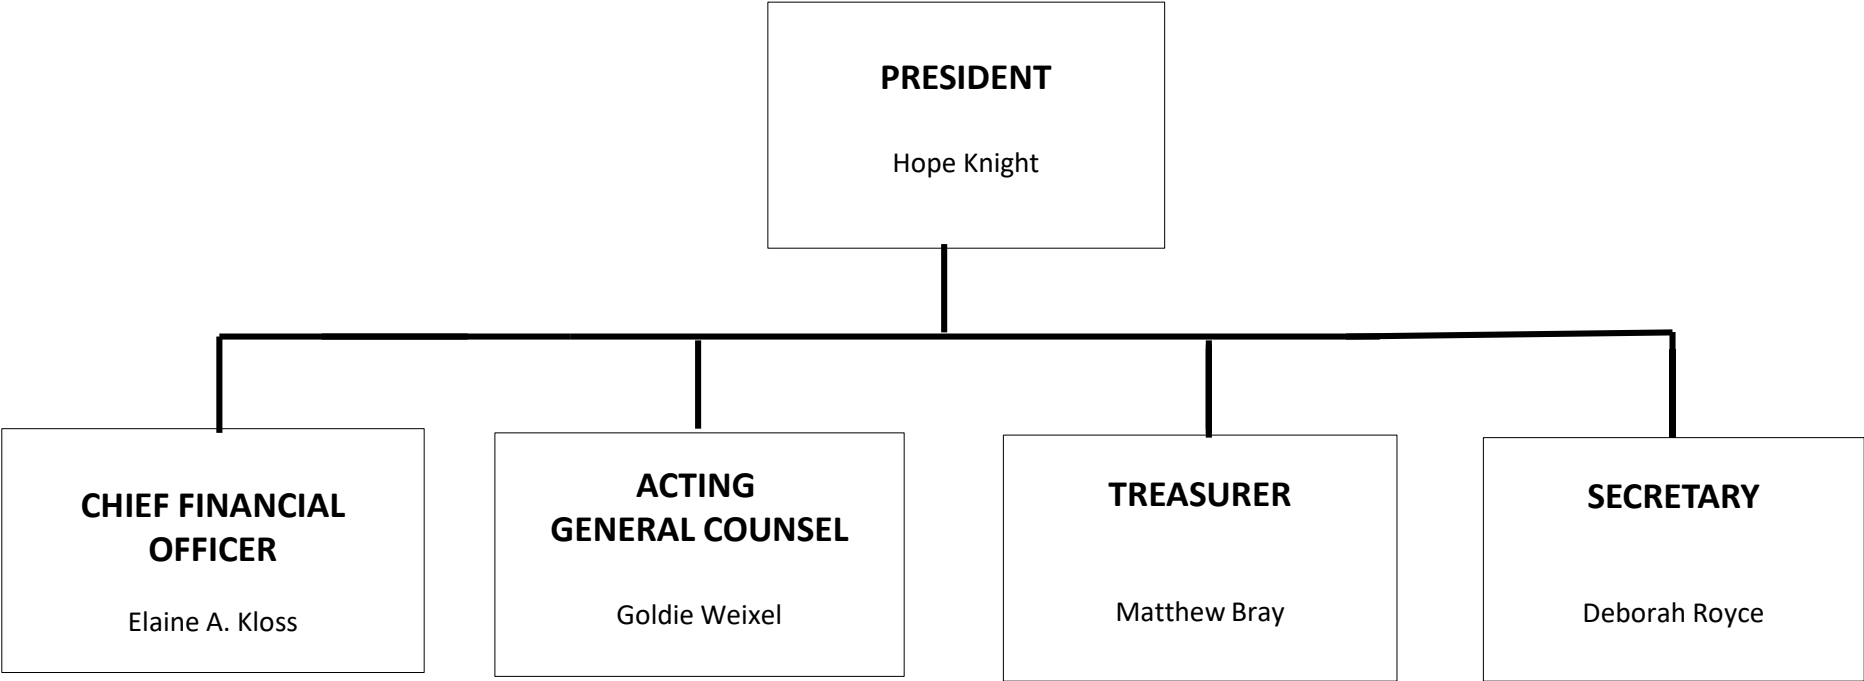 PRESIDENT
Hope Knight
CHIEF FINANCIAL
OFFICER
Elaine A. Kloss
ACTING
GENERAL COUNSEL
Goldie Weixel
TREASURER
Matthew Bray
SECRETARY
Deborah Royce